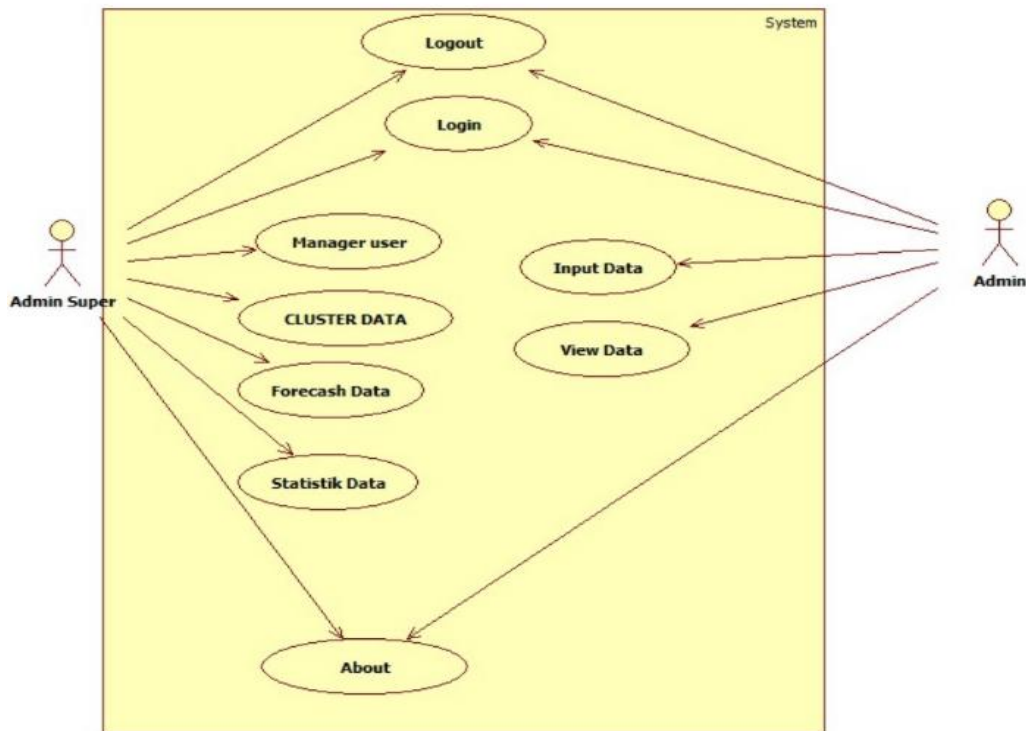 System
Logout
Login
Manager user
Input Data
Admin Super
Admin
CLUSTER DATA
View Data
Forecash Data
Statistik Data
About